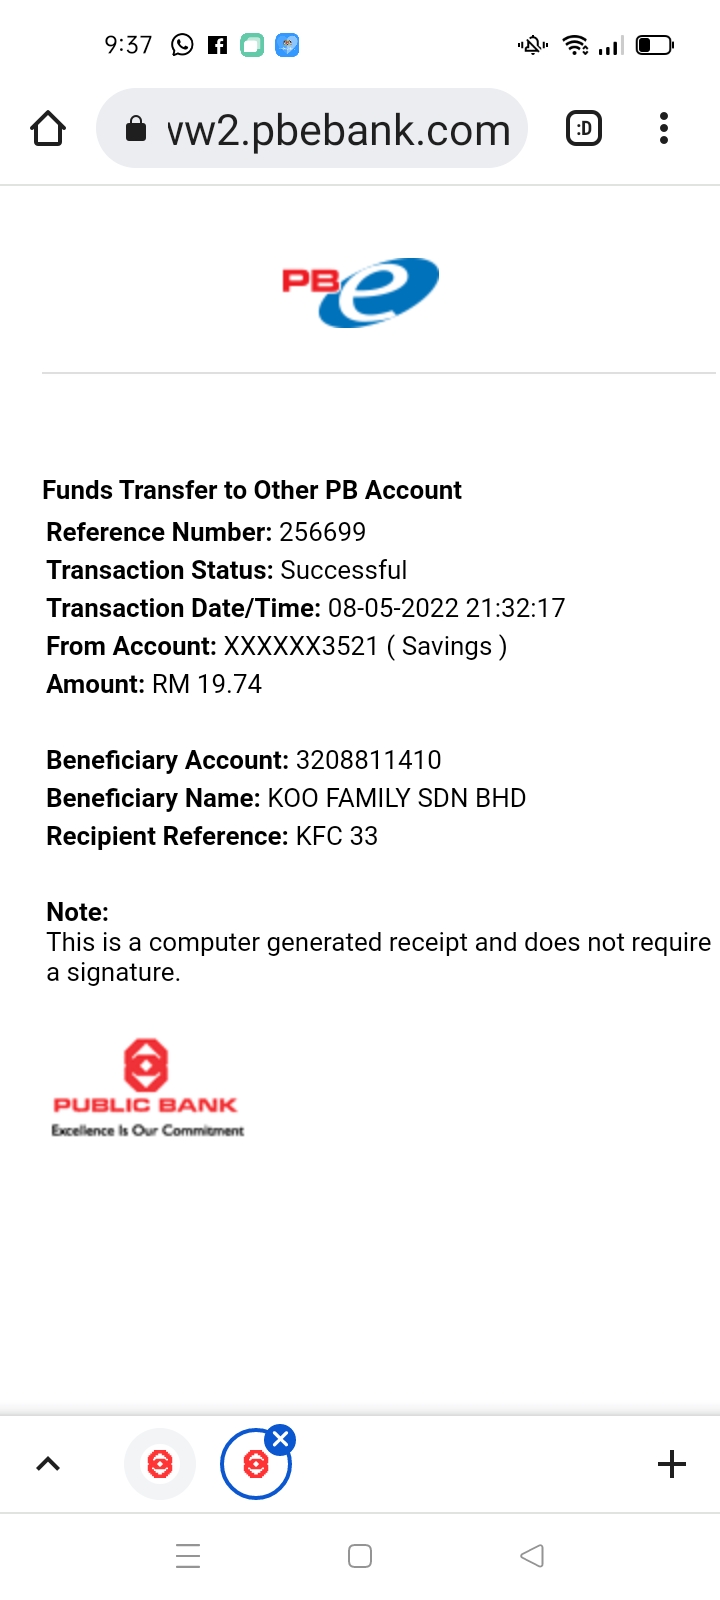 9:37
vw2.pbebank.com
:D
PBe
Funds Transfer to Other PB Account
Reference Number: 256699
Transaction Status: Successful
Transaction Date/Time: 08-05-2022 21:32:17
From Account: XXXXXX3521 ( Savings )
Amount: RM 19.74
Beneficiary Account: 3208811410
Beneficiary Name: KOO FAMILY SDN BHD
Recipient Reference: KFC 33
Note:
This is a computer generated receipt and does not require
a signature.
PUBLIC BANK
Excellence Is Our Commitment